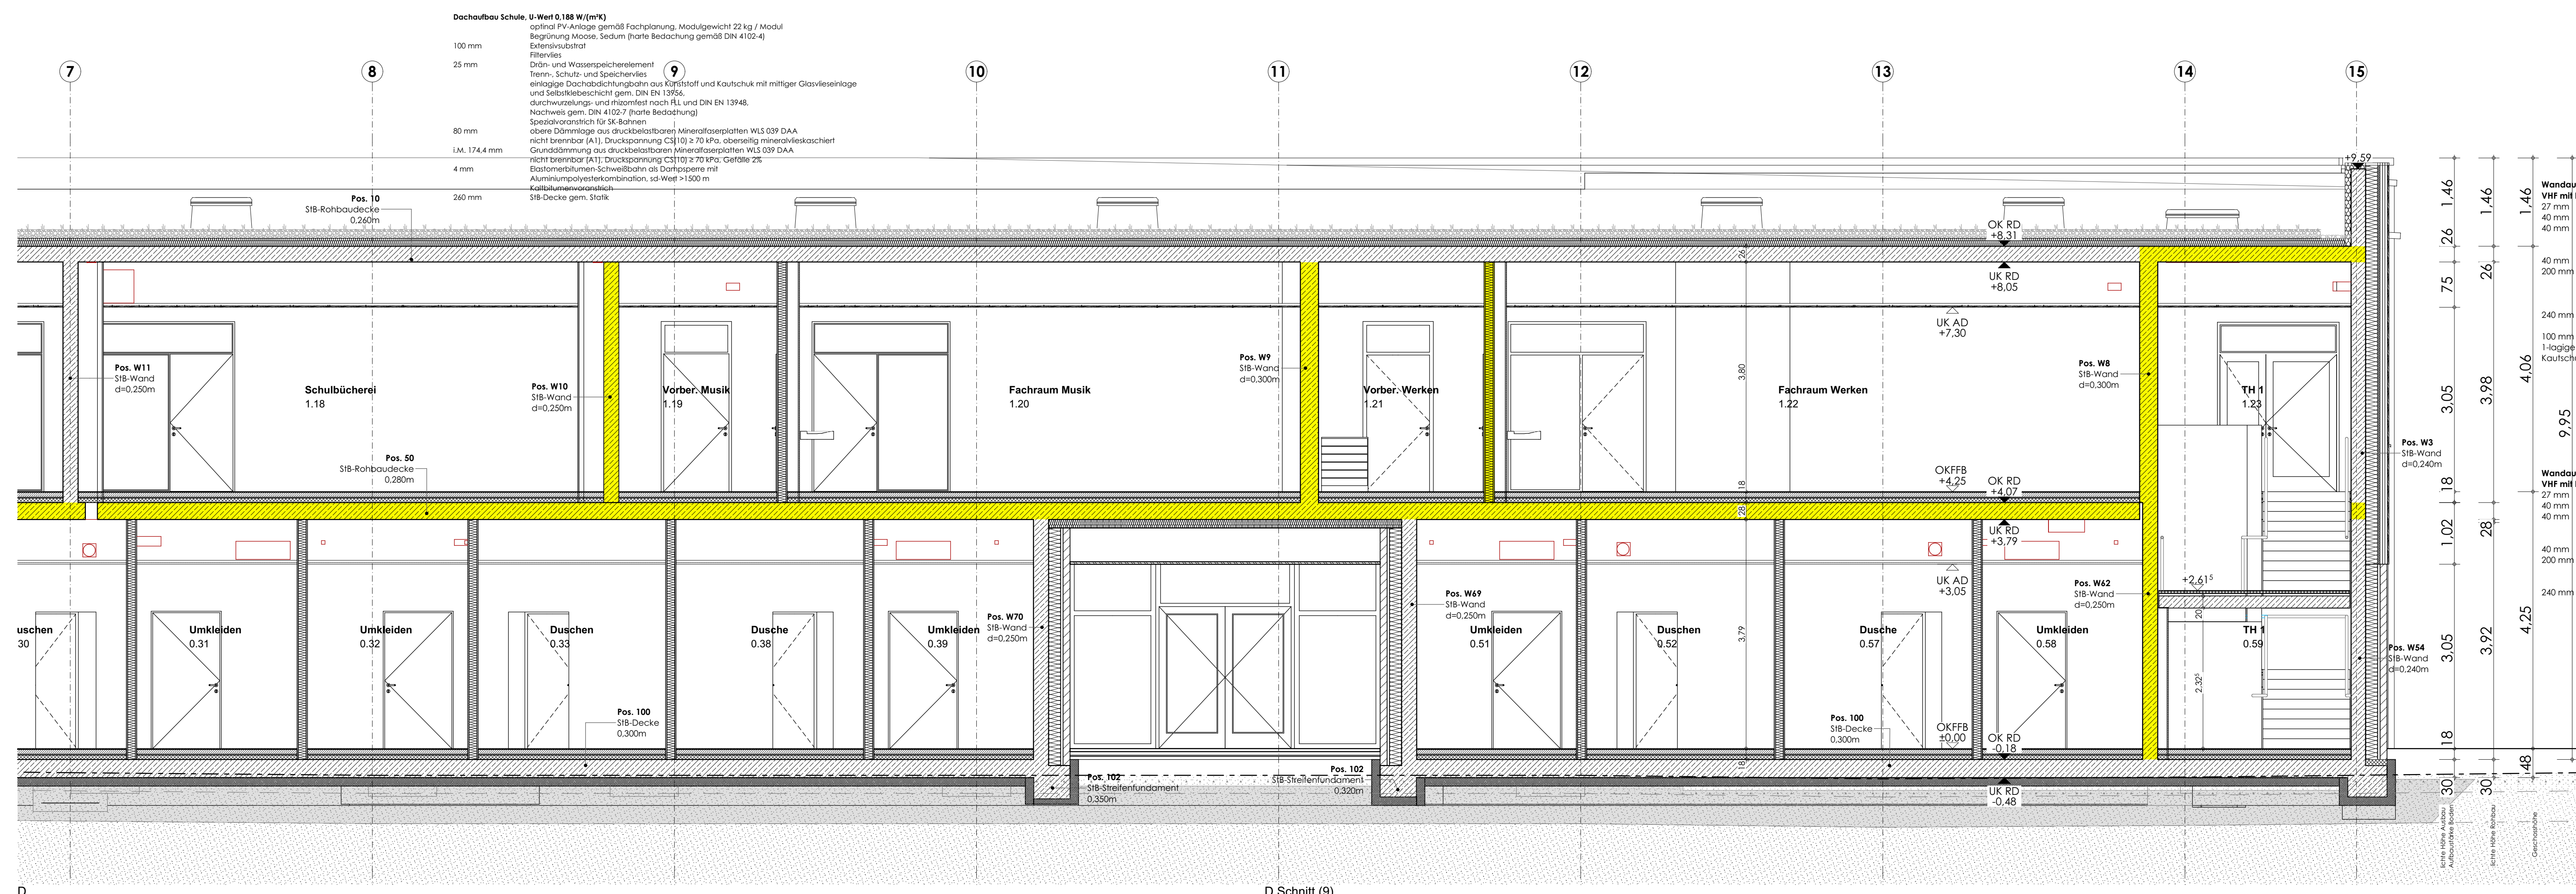 Dachaufbau Schule, U-Wert 0,188 W/(m²K)
optinal PV-Anlage gemäß Fachplanung, Modulgewicht 22 kg / Modul
Begrünung Moose, Sedum (harte Bedachung gemäß DIN 4102-4)
100 mm Extensivsubstrat
Filtervlies
25 mm Drän- und Wasserspeicherelement
Trenn-, Schutz- und Speichervlies
einlagige Dachabdichtungbahn aus Kunststoff und Kautschuk mit mittiger Glasvlieseinlage
und Selbstklebeschicht gem. DIN EN 13956,
durchwurzelungs- und rhizomfest nach FLL und DIN EN 13948,
Nachweis gem. DIN 4102-7 (harte Bedachung)
Spezialvoranstrich für SK-Bahnen
80 mm obere Dämmlage aus druckbelastbaren Mineralfaserplatten WLS 039 DAA
nicht brennbar (A1), Druckspannung CS(10) ≥ 70 kPa, oberseitig mineralvlieskaschiert
i.M. 174,4 mm Grunddämmung aus druckbelastbaren Mineralfaserplatten WLS 039 DAA
nicht brennbar (A1), Druckspannung CS(10) ≥ 70 kPa, Gefälle 2%
4 mm Elastomerbitumen-Schweißbahn als Dampsperre mit
Aluminiumpolyesterkombination, sd-Wert >1500 m
Kaltbitumenvoranstrich
260 mm StB-Decke gem. Statik
7 8 9 10 11 12 13 14 15
+9,59
Pos. 10
StB-Rohbaudecke
0,260m
OK RD
+8,31
UK RD
+8,05
UK AD
+7,30
26
3,80
18
28
Pos. W11
StB-Wand
d=0,250m
Schulbücherei
1.18
Pos. W10
StB-Wand
d=0,250m
Vorber. Musik
1.19
Fachraum Musik
1.20
Pos. W9
StB-Wand
d=0,300m
Vorber. Werken
1.21
Fachraum Werken
1.22
Pos. W8
StB-Wand
d=0,300m
TH 1
1.23
Pos. W3
StB-Wand
d=0,240m
Pos. 50
StB-Rohbaudecke
0,280m
OKFFB
+4,25
OK RD
+4,07
UK RD
+3,79
UK AD
+3,05
+2,61⁵
20
2,32⁵
3,79
18
uschen
30
Umkleiden
0.31
Umkleiden
0.32
Duschen
0.33
Dusche
0.38
Umkleiden
0.39
Pos. W70
StB-Wand
d=0,250m
Pos. W69
StB-Wand
d=0,250m
Umkleiden
0.51
Duschen
0.52
Dusche
0.57
Umkleiden
0.58
Pos. W62
StB-Wand
d=0,250m
TH 1
0.59
Pos. W54
StB-Wand
d=0,240m
Pos. 100
StB-Decke
0,300m
Pos. 100
StB-Decke
0,300m
OKFFB
±0,00
OK RD
-0,18
UK RD
-0,48
Pos. 102
StB-Streifenfundament
0,350m
Pos. 102
StB-Streifenfundament
0,320m
1,46
26
75
3,05
18
1,02
3,05
18
30
lichte Höhe Ausbau
Aufbaustärke Boden
1,46
26
3,98
28
3,92
30
lichte Höhe Rohbau
1,46
4,06
4,25
48
Geschosshöhe
9,95
Wandau
VHF mit
27 mm
40 mm
40 mm
40 mm
200 mm
240 mm
100 mm
1-lagige
Kautschu
Wandau
VHF mit
27 mm
40 mm
40 mm
40 mm
200 mm
240 mm
D
D Schnitt (9)